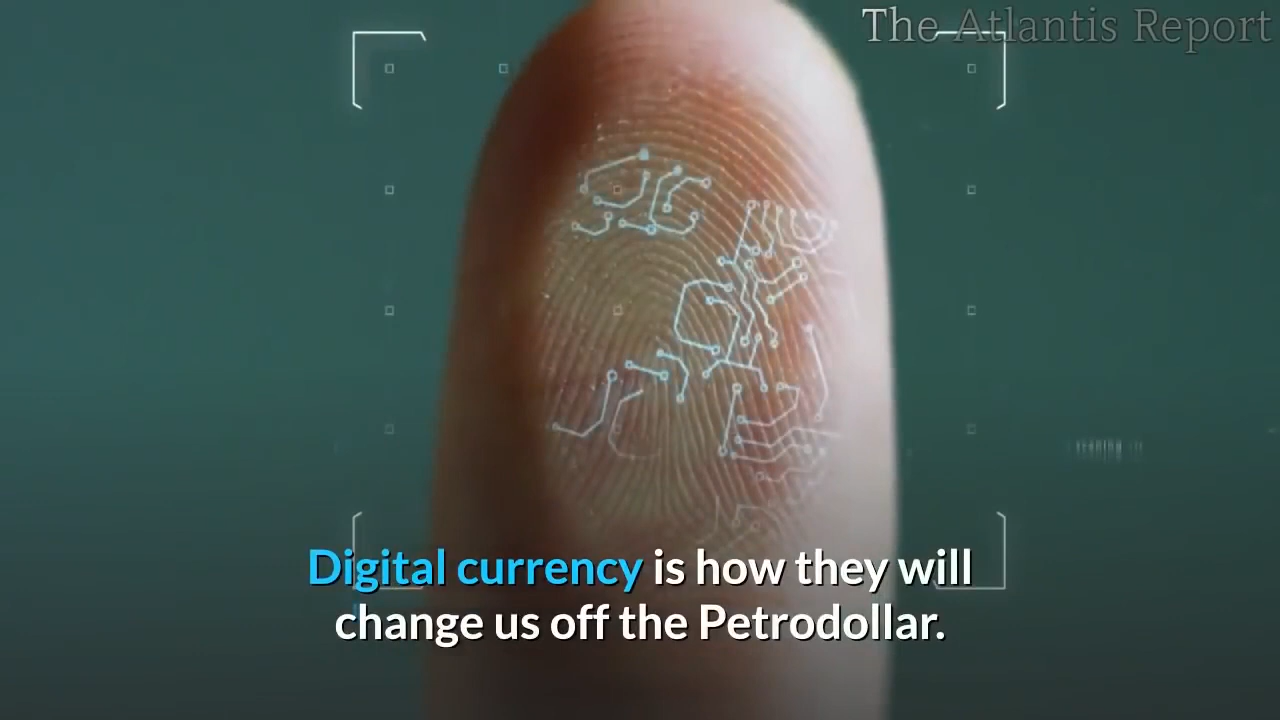 The Atlantis Report
Digital currency is how they will
change us off the Petrodollar.